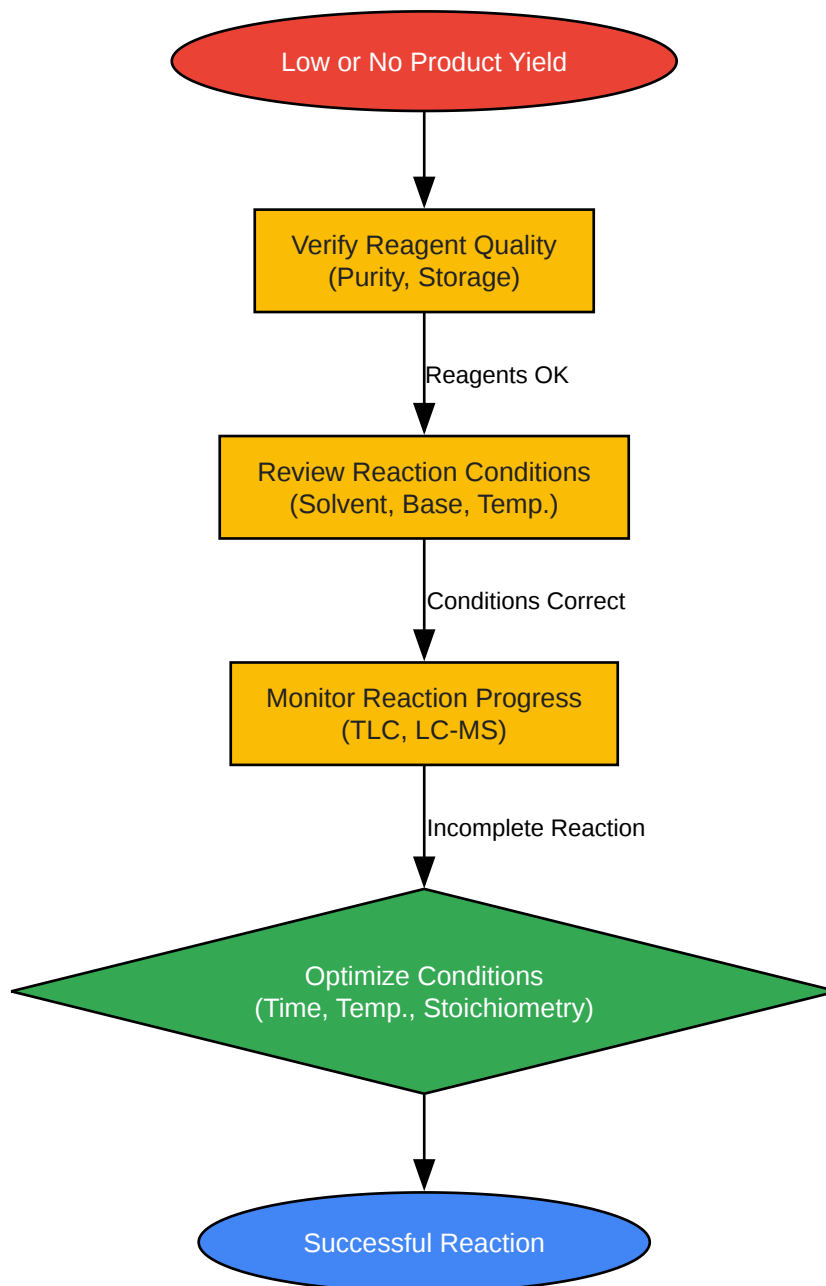 Low or No Product Yield
Verify Reagent Quality
(Purity, Storage)
Reagents OK
Review Reaction Conditions
(Solvent, Base, Temp.)
Conditions Correct
Monitor Reaction Progress
(TLC, LC-MS)
Incomplete Reaction
Optimize Conditions
(Time, Temp., Stoichiometry)
Successful Reaction